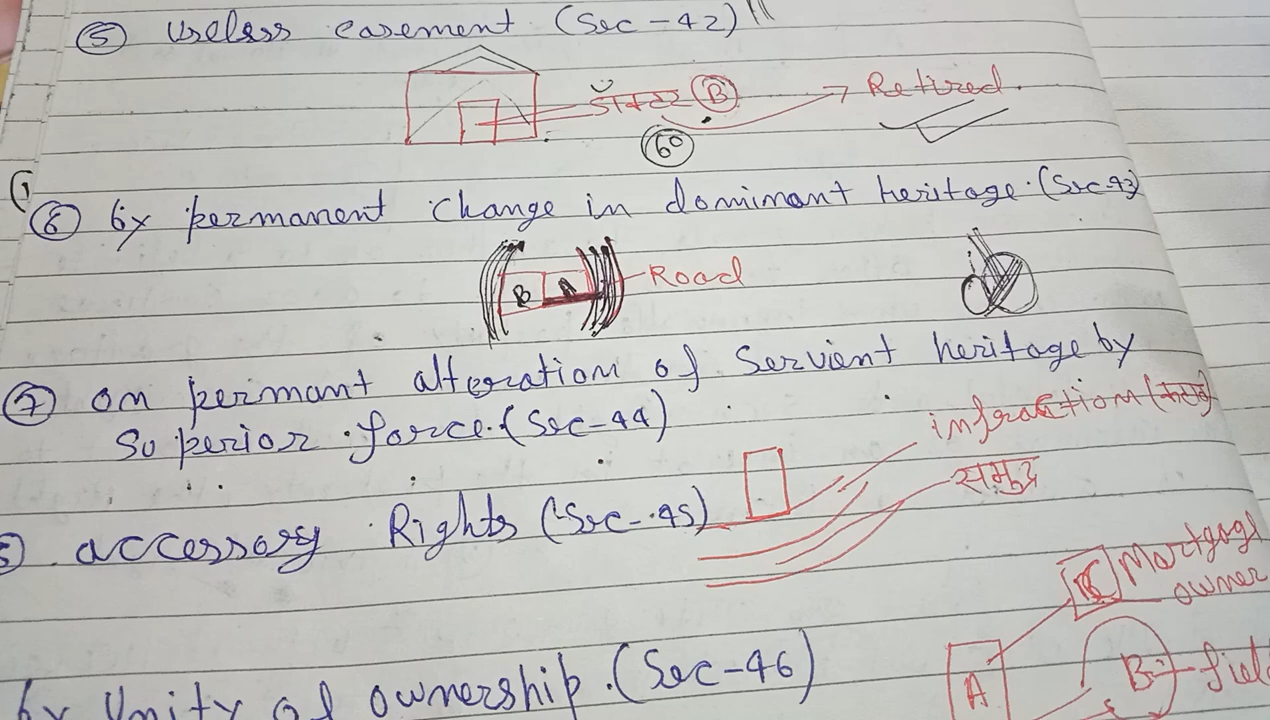 ⑤ Useless easement (Sec-42)
डॉक्टर Ⓑ → Retired.
60
⑥ by permanent change in dominant heritage. (Sec-43)
B A Road
⑦ on permant alteration of Servient heritage by
Superior force. (Sec-44)
infraction
समुद्र
accessory Rights (Sec-45)
Mortgage
owner
by Unity of ownership. (Sec-46)
A B